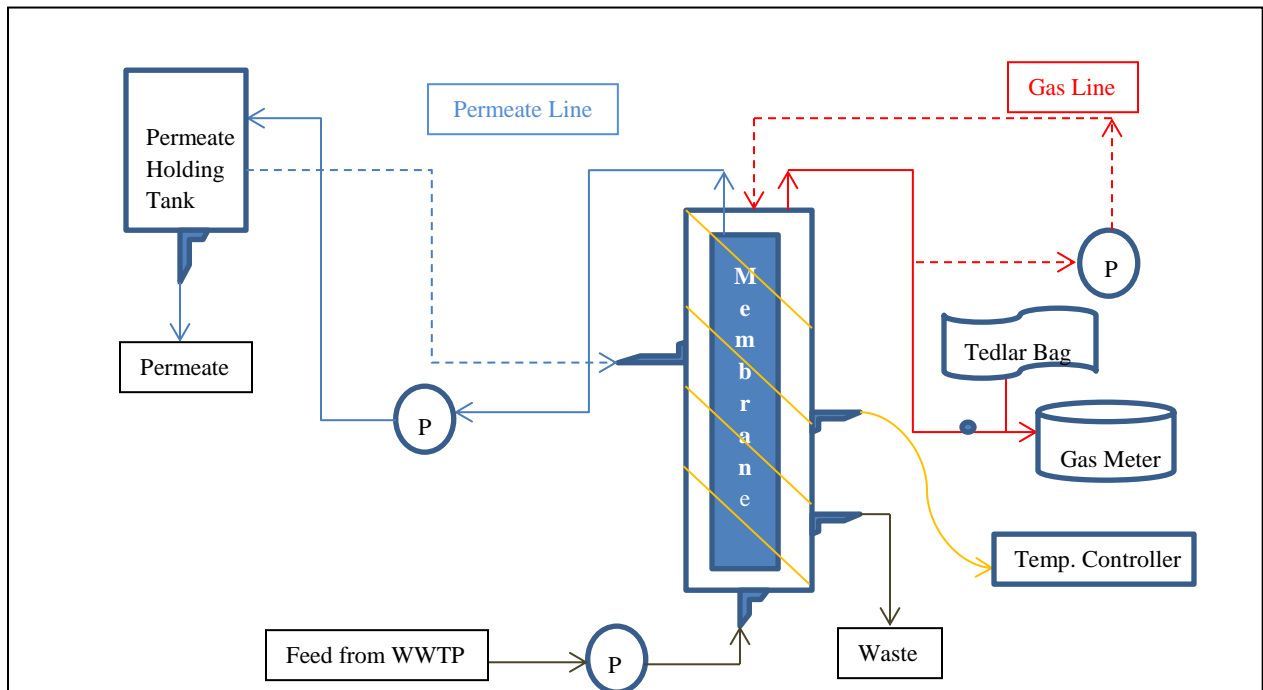 Permeate Line
Gas Line
Permeate
Holding
Tank
P
Tedlar Bag
Permeate
P
M
e
m
b
r
a
n
e
Gas Meter
Temp. Controller
Feed from WWTP
P
Waste